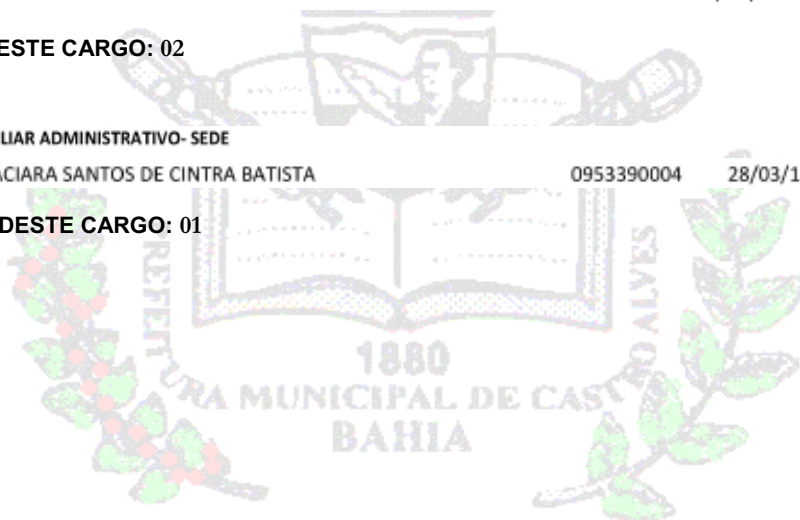 ESTE CARGO: 02
LIAR ADMINISTRATIVO- SEDE
ACIARA SANTOS DE CINTRA BATISTA 0953390004 28/03/1
DESTE CARGO: 01
1880
PREFEITURA MUNICIPAL DE CASTRO ALVES
BAHIA